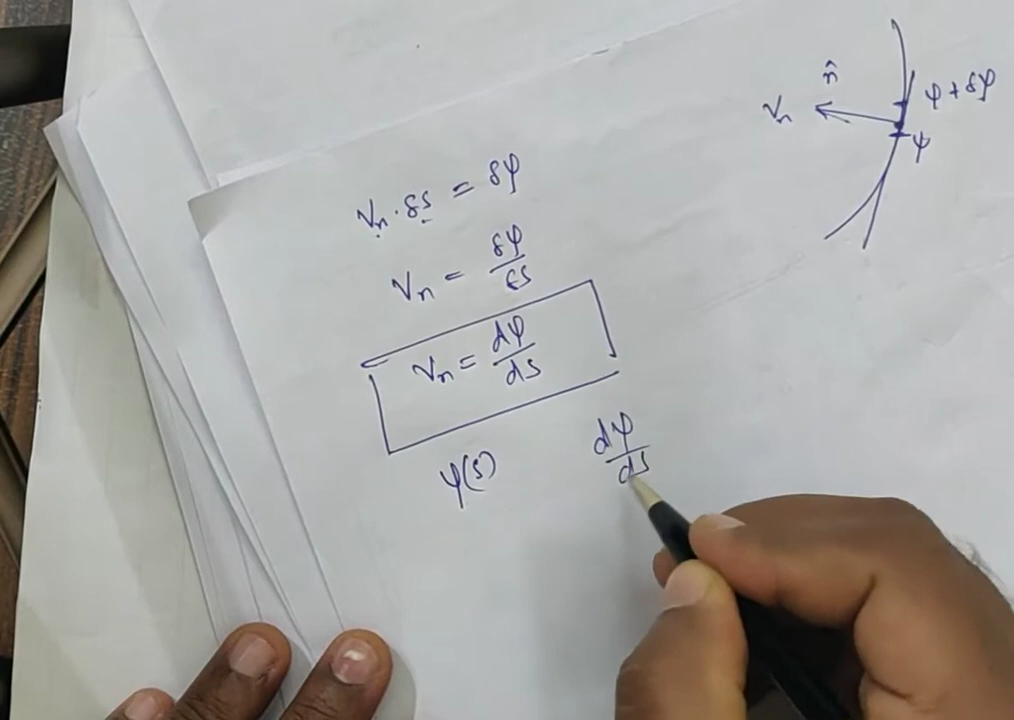 Vₙ · δs = δψ
Vₙ = δψ/δs
Vₙ = dψ/ds
ψ(s) dψ/ds
n̂
Vₙ
ψ + δψ
ψ